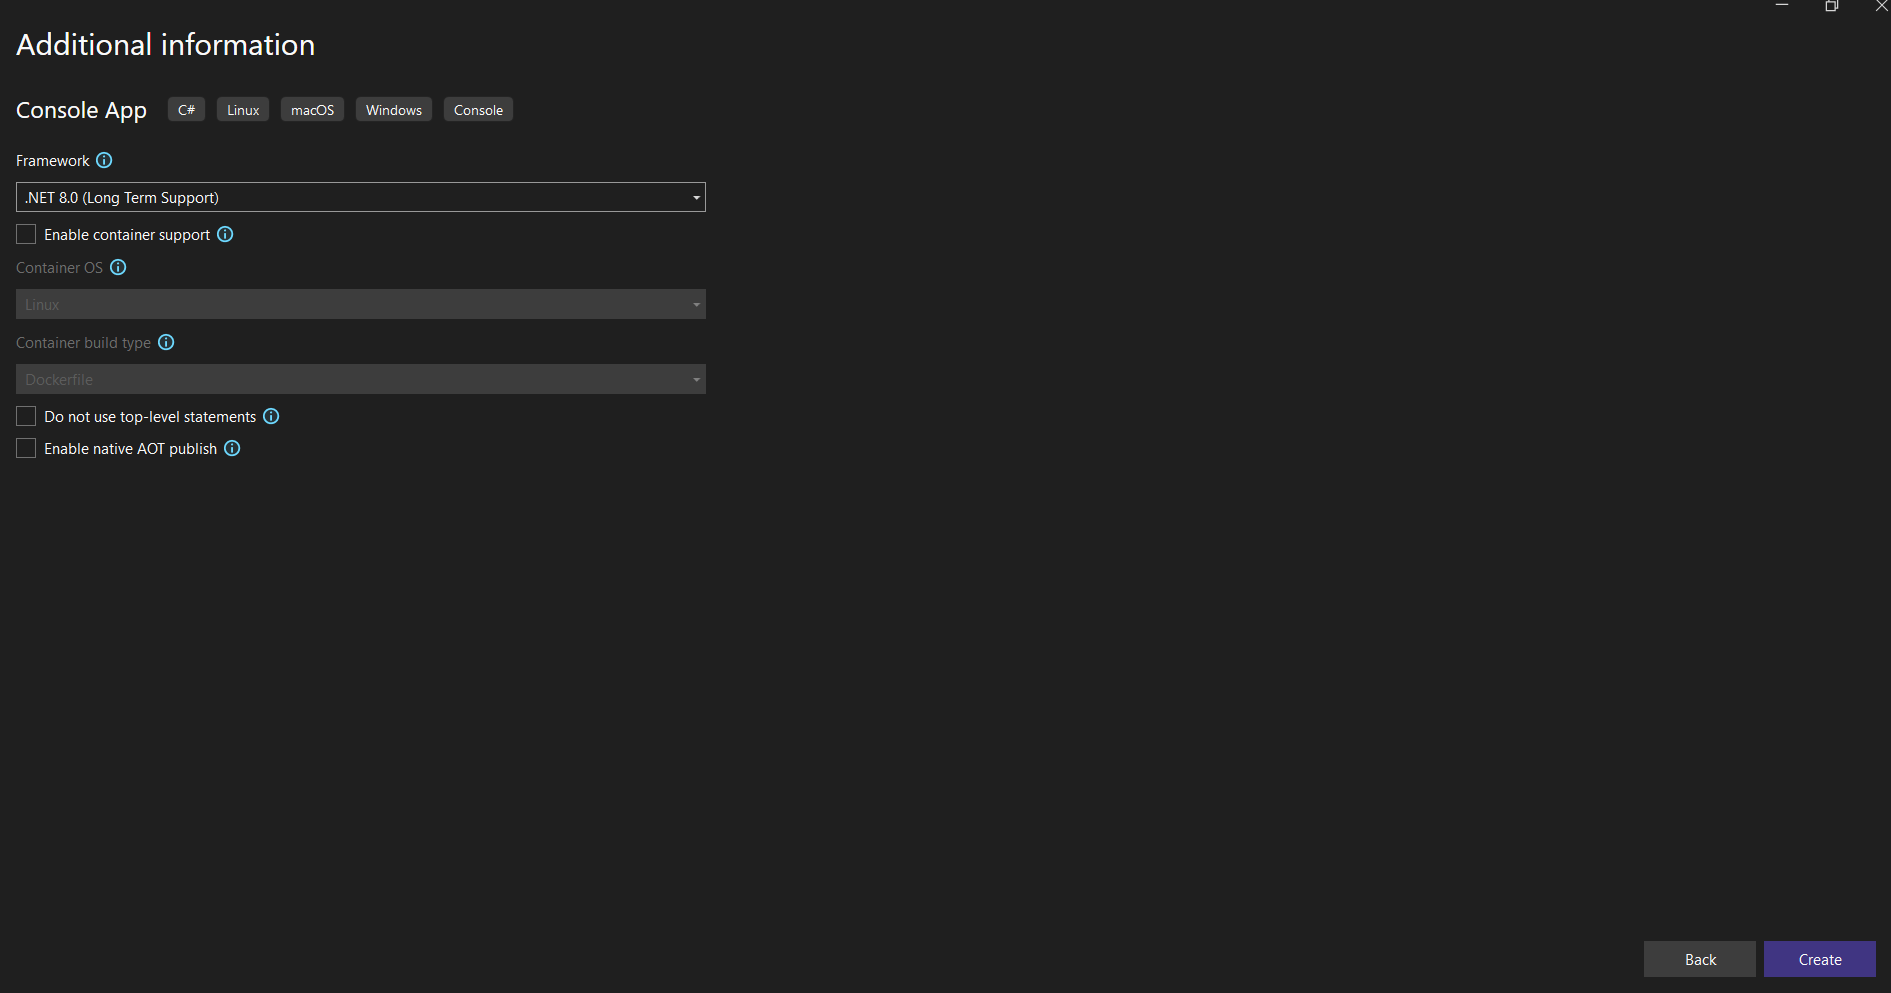 Additional information
Console App C# Linux macOS Windows Console
Framework
.NET 8.0 (Long Term Support)
Enable container support
Container OS
Linux
Container build type
Dockerfile
Do not use top-level statements
Enable native AOT publish
Back Create